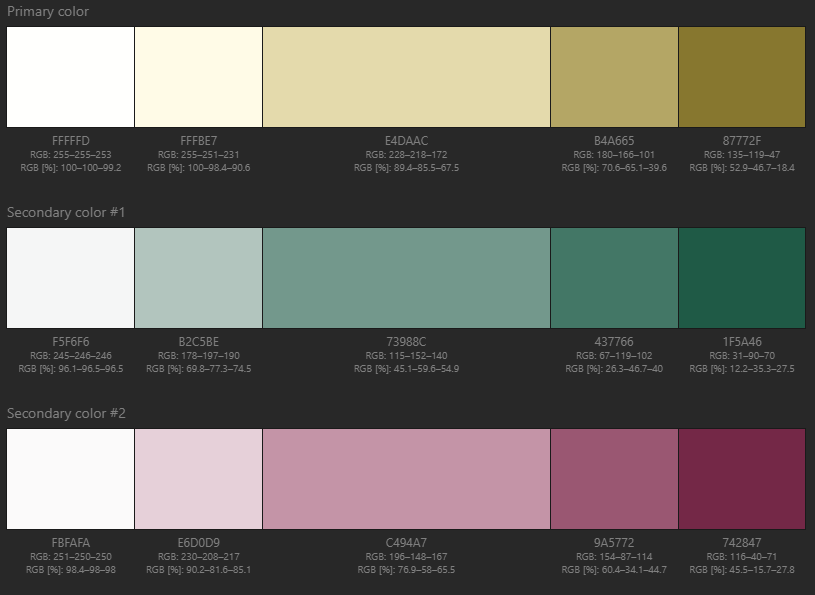 Primary color
FFFFFD FFFBE7 E4DAAC B4A665 87772F
RGB: 255–255–253 RGB: 255–251–231 RGB: 228–218–172 RGB: 180–166–101 RGB: 135–119–47
RGB [%]: 100–100–99.2 RGB [%]: 100–98.4–90.6 RGB [%]: 89.4–85.5–67.5 RGB [%]: 70.6–65.1–39.6 RGB [%]: 52.9–46.7–18.4
Secondary color #1
F5F6F6 B2C5BE 73988C 437766 1F5A46
RGB: 245–246–246 RGB: 178–197–190 RGB: 115–152–140 RGB: 67–119–102 RGB: 31–90–70
RGB [%]: 96.1–96.5–96.5 RGB [%]: 69.8–77.3–74.5 RGB [%]: 45.1–59.6–54.9 RGB [%]: 26.3–46.7–40 RGB [%]: 12.2–35.3–27.5
Secondary color #2
FBFAFA E6D0D9 C494A7 9A5772 742847
RGB: 251–250–250 RGB: 230–208–217 RGB: 196–148–167 RGB: 154–87–114 RGB: 116–40–71
RGB [%]: 98.4–98–98 RGB [%]: 90.2–81.6–85.1 RGB [%]: 76.9–58–65.5 RGB [%]: 60.4–34.1–44.7 RGB [%]: 45.5–15.7–27.8